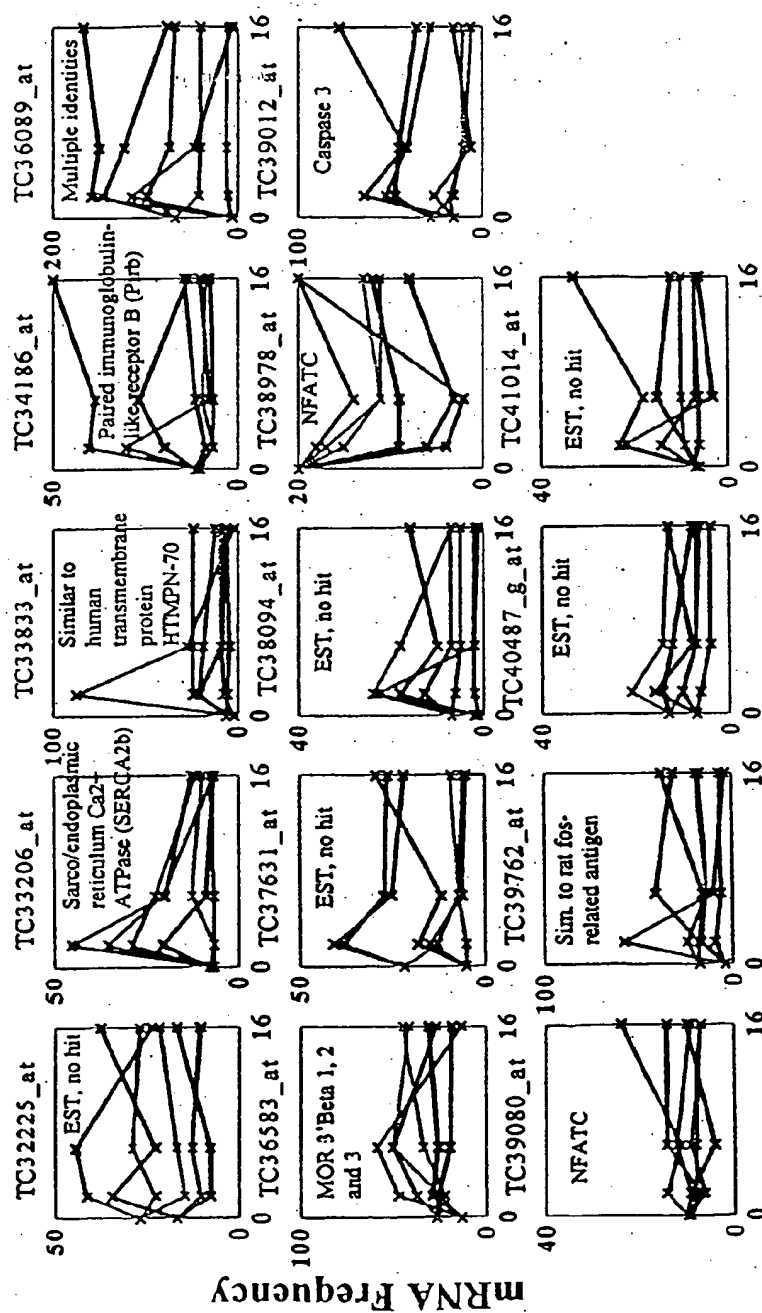 mRNA Frequency
TC32225_at
50
EST, no hit
0
0
16
TC33206_at
50
Sarco/endoplasmic
reticulum Ca2+
ATPase (SERCA2b)
0
0
16
TC33833_at
100
Similar to
human
transmembrane
protein
HTMPN-70
0
0
16
TC34186_at
50
Paired immunoglobulin-
like receptor B (Pirb)
0
0
16
TC36089_at
200
Multiple identities
0
0
16
TC36583_at
100
MOR 3'Beta 1, 2
and 3
0
0
16
TC37631_at
50
EST, no hit
0
0
16
TC38094_at
40
EST, no hit
0
0
16
TC38978_at
20
NFATC
0
0
16
TC39012_at
100
Caspase 3
0
0
16
TC39080_at
40
NFATC
0
0
16
TC39762_at
100
Sim. to rat fos-
related antigen
0
0
16
TC40487_g_at
40
EST, no hit
0
0
16
TC41014_at
40
EST, no hit
0
0
16